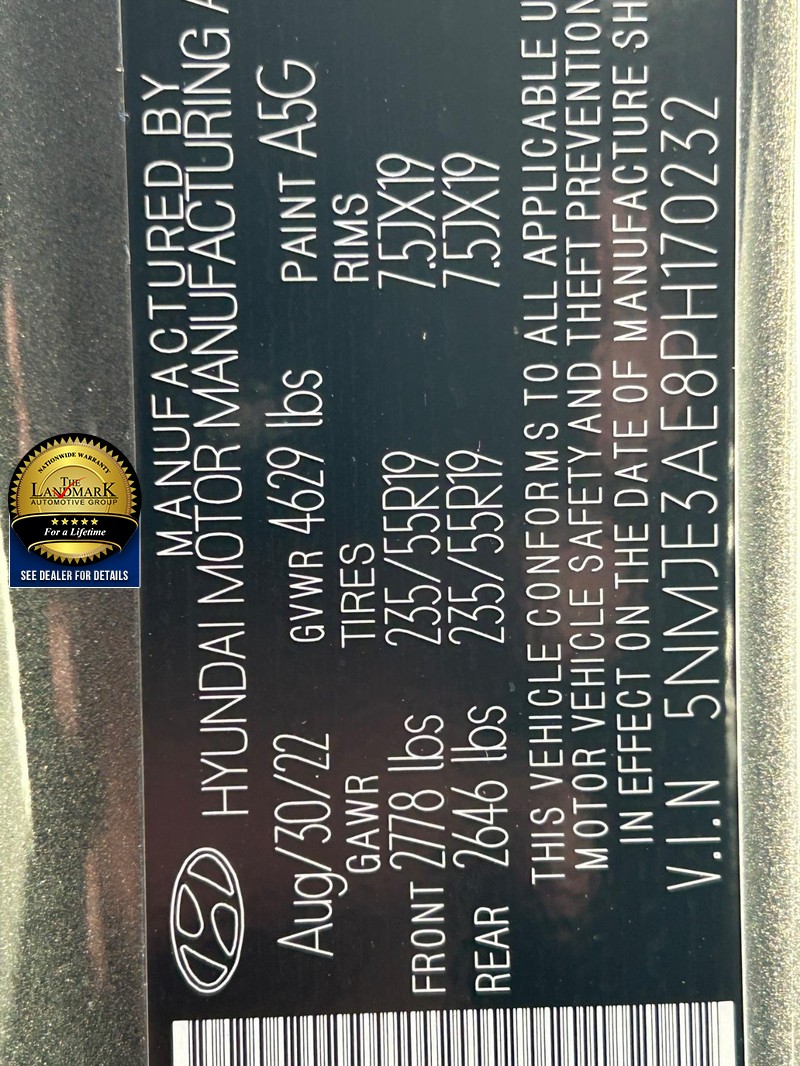 MANUFACTURED BY
HYUNDAI MOTOR MANUFACTURING
Aug/30/22 GVWR 4629 lbs PAINT A5G
GAWR TIRES RIMS
FRONT 2778 lbs 235/55R19 7.5JX19
REAR 2646 lbs 235/55R19 7.5JX19
THIS VEHICLE CONFORMS TO ALL APPLICABLE
MOTOR VEHICLE SAFETY AND THEFT PREVENTION
IN EFFECT ON THE DATE OF MANUFACTURE SH
V.I.N 5NMJE3AE8PH170232
NATIONWIDE WARRANTY
THE
LANDMARK
AUTOMOTIVE GROUP
For a Lifetime
SEE DEALER FOR DETAILS